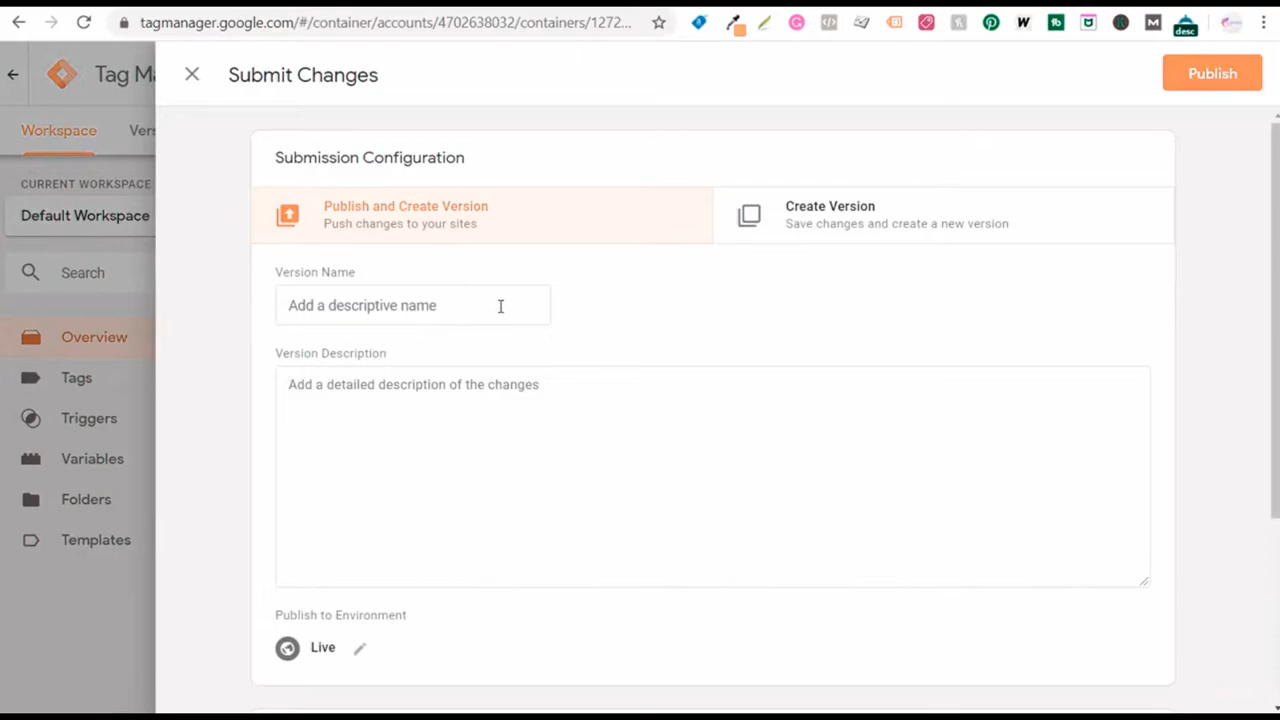 tagmanager.google.com/#/container/accounts/4702638032/containers/1272...
desc
Tag Ma
Submit Changes
Publish
Workspace
Vers
Submission Configuration
CURRENT WORKSPACE
Default Workspace
Publish and Create Version
Push changes to your sites
Create Version
Save changes and create a new version
Search
Version Name
Add a descriptive name
Overview
Version Description
Tags
Add a detailed description of the changes
Triggers
Variables
Folders
Templates
Publish to Environment
Live